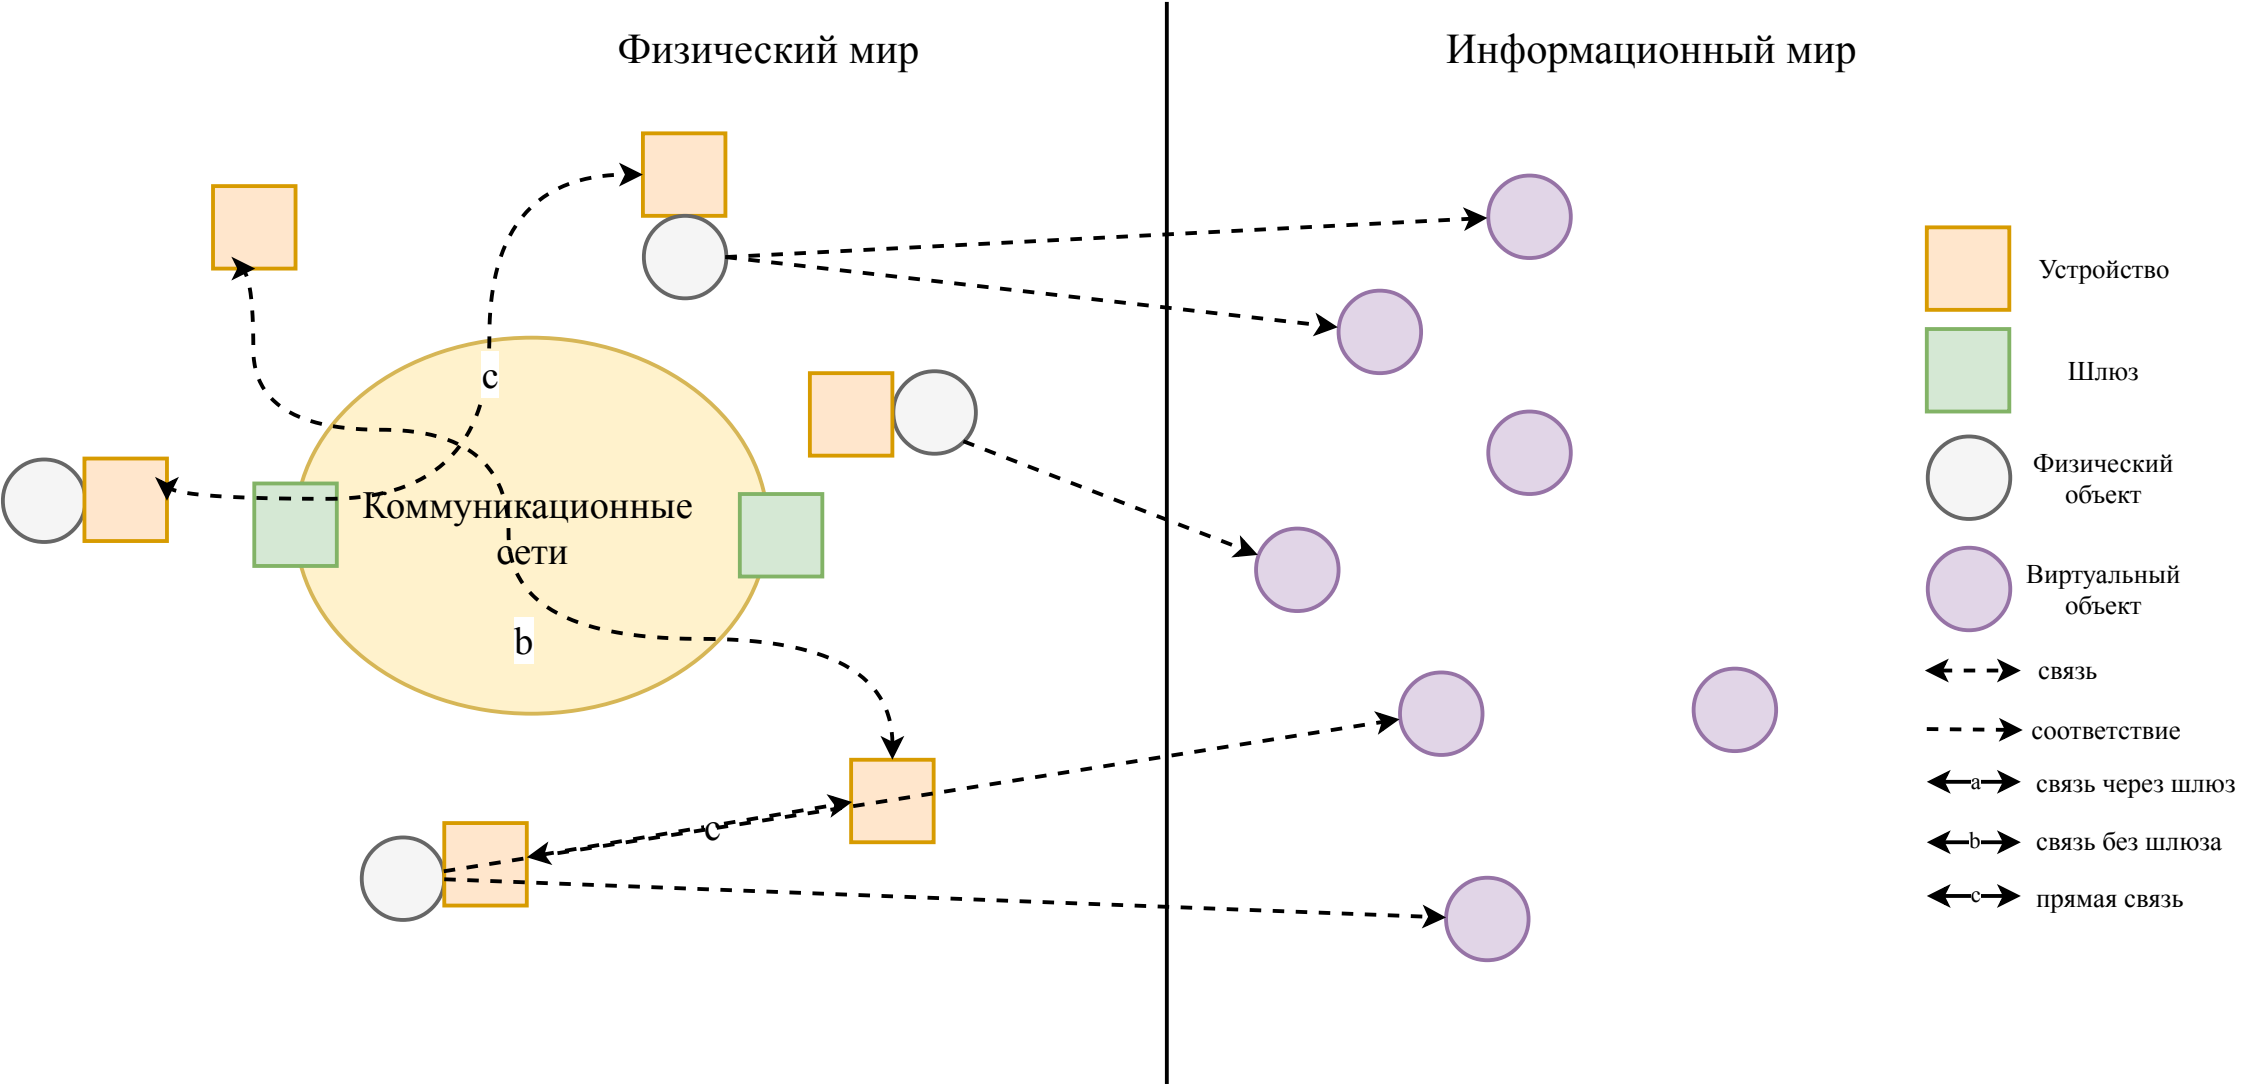 Физический мир
Информационный мир
c
Коммуникационные
сети
b
c
Устройство
Шлюз
Физический
объект
Виртуальный
объект
связь
соответствие
a
связь через шлюз
b
связь без шлюза
c
прямая связь